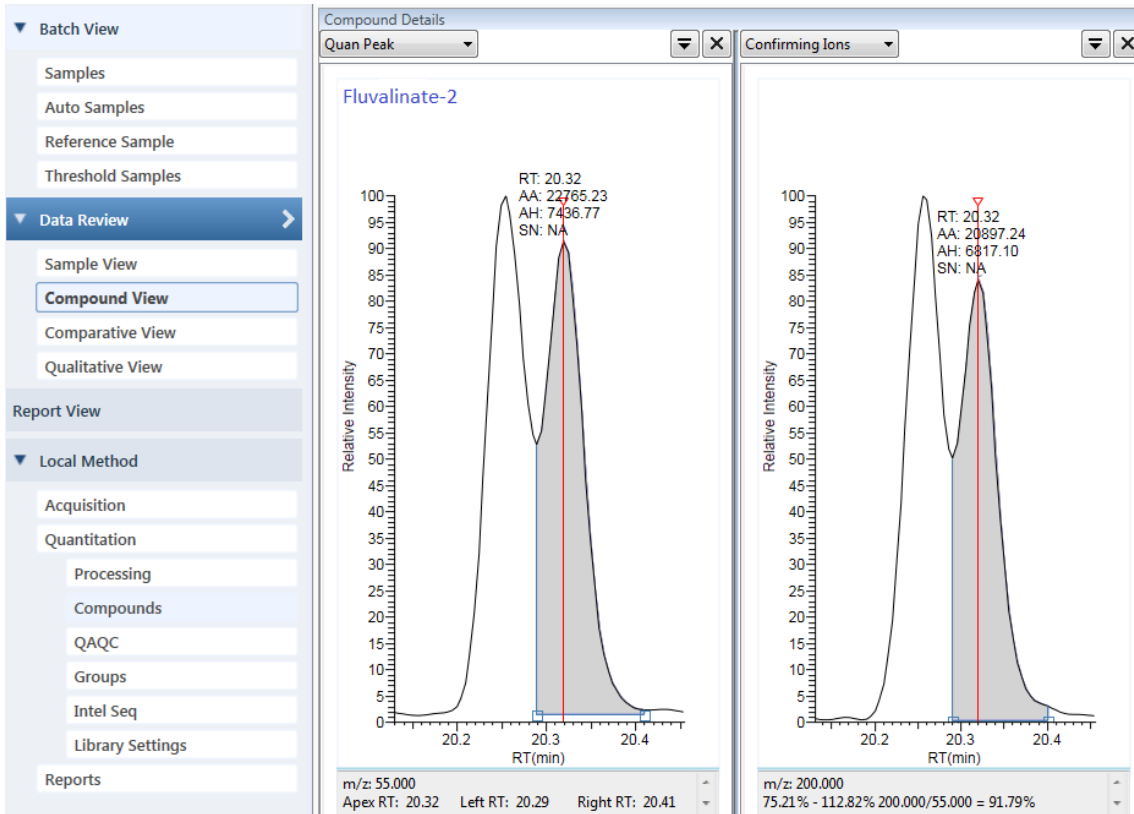 Batch View
Samples
Auto Samples
Reference Sample
Threshold Samples
Data Review
Sample View
Compound View
Comparative View
Qualitative View
Report View
Local Method
Acquisition
Quantitation
Processing
Compounds
QAQC
Groups
Intel Seq
Library Settings
Reports
Compound Details
Quan Peak
Fluvalinate-2
RT: 20.32
AA: 22765.23
AH: 7436.77
SN: NA
100
95
90
85
80
75
70
65
60
55
50
45
40
35
30
25
20
15
10
5
0
Relative Intensity
20.2 20.3 20.4
RT(min)
m/z: 55.000
Apex RT: 20.32 Left RT: 20.29 Right RT: 20.41
Confirming Ions
RT: 20.32
AA: 20897.24
AH: 6817.10
SN: NA
100
95
90
85
80
75
70
65
60
55
50
45
40
35
30
25
20
15
10
5
0
Relative Intensity
20.2 20.3 20.4
RT(min)
m/z: 200.000
75.21% - 112.82% 200.000/55.000 = 91.79%